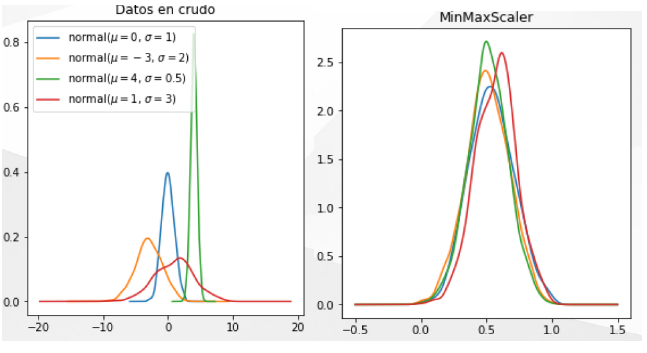 Datos en crudo
normal(μ=0, σ=1)
normal(μ=−3, σ=2)
normal(μ=4, σ=0.5)
normal(μ=1, σ=3)
0.8
0.6
0.4
0.2
0.0
−20 −10 0 10 20
MinMaxScaler
2.5
2.0
1.5
1.0
0.5
0.0
−0.5 0.0 0.5 1.0 1.5